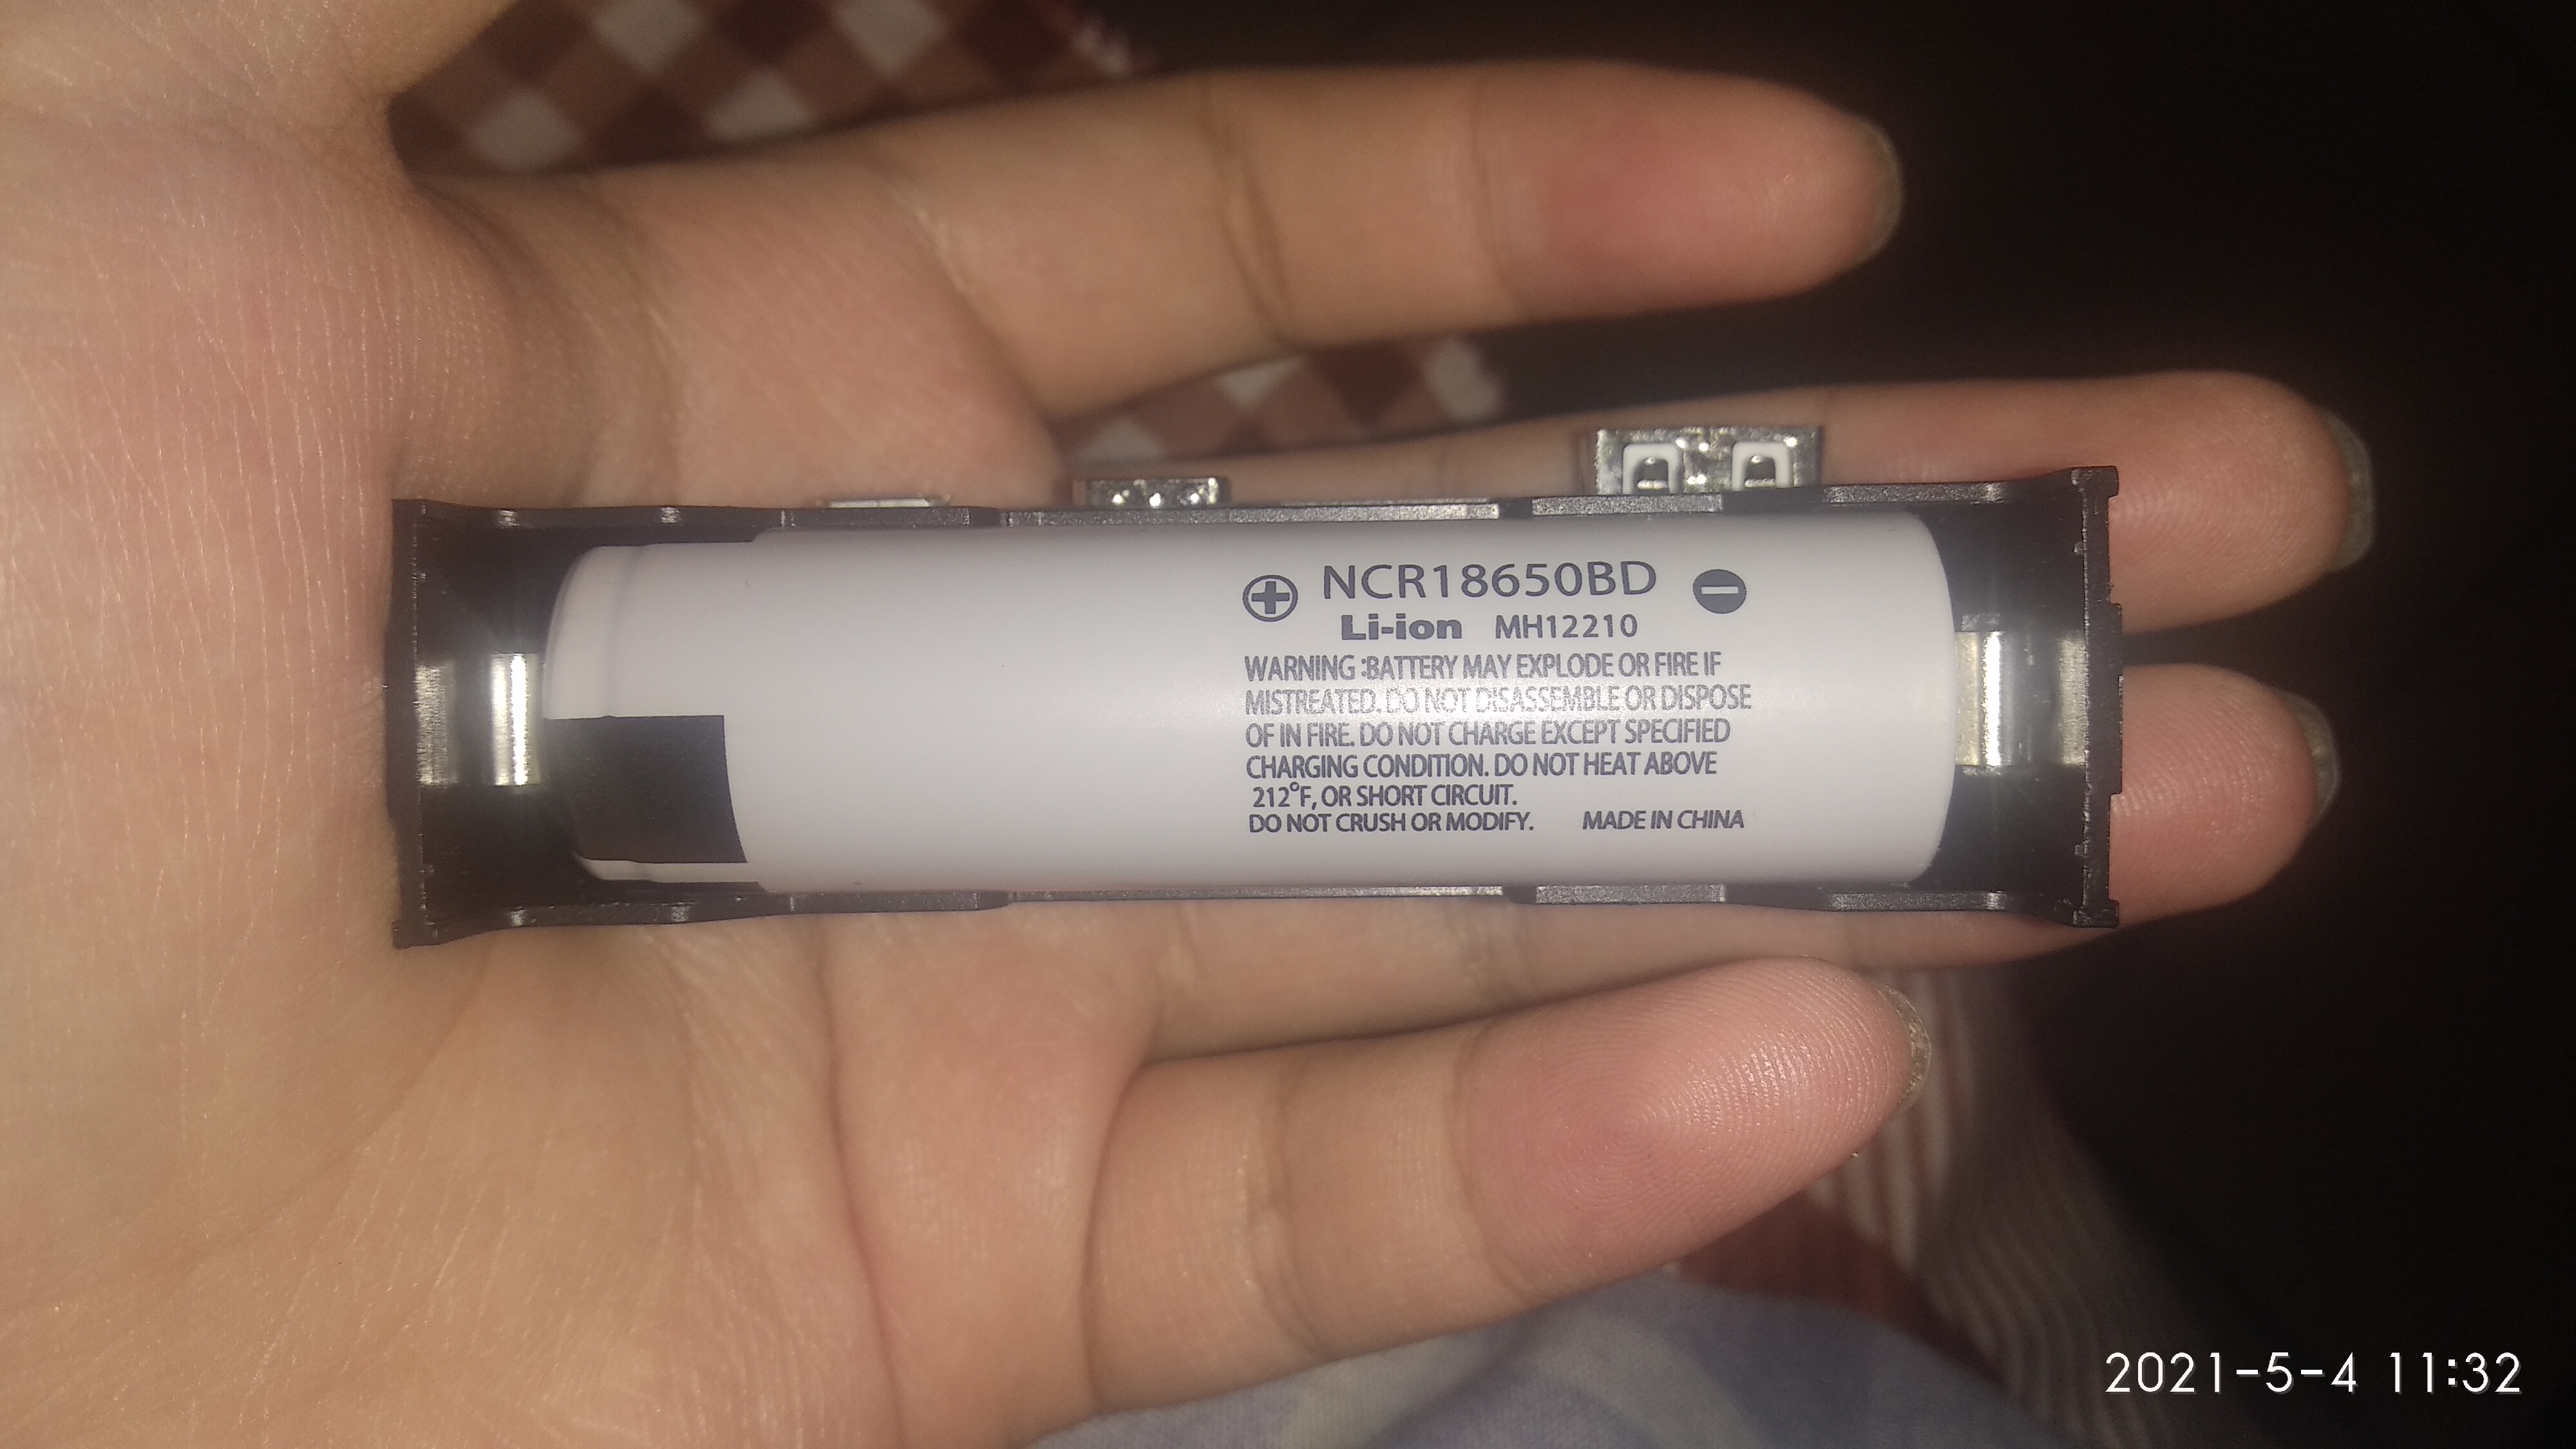 NCR18650BD
Li-ion MH12210
WARNING :BATTERY MAY EXPLODE OR FIRE IF
MISTREATED. DO NOT DISASSEMBLE OR DISPOSE
OF IN FIRE. DO NOT CHARGE EXCEPT SPECIFIED
CHARGING CONDITION. DO NOT HEAT ABOVE
212°F, OR SHORT CIRCUIT.
DO NOT CRUSH OR MODIFY. MADE IN CHINA
2021-5-4 11:32